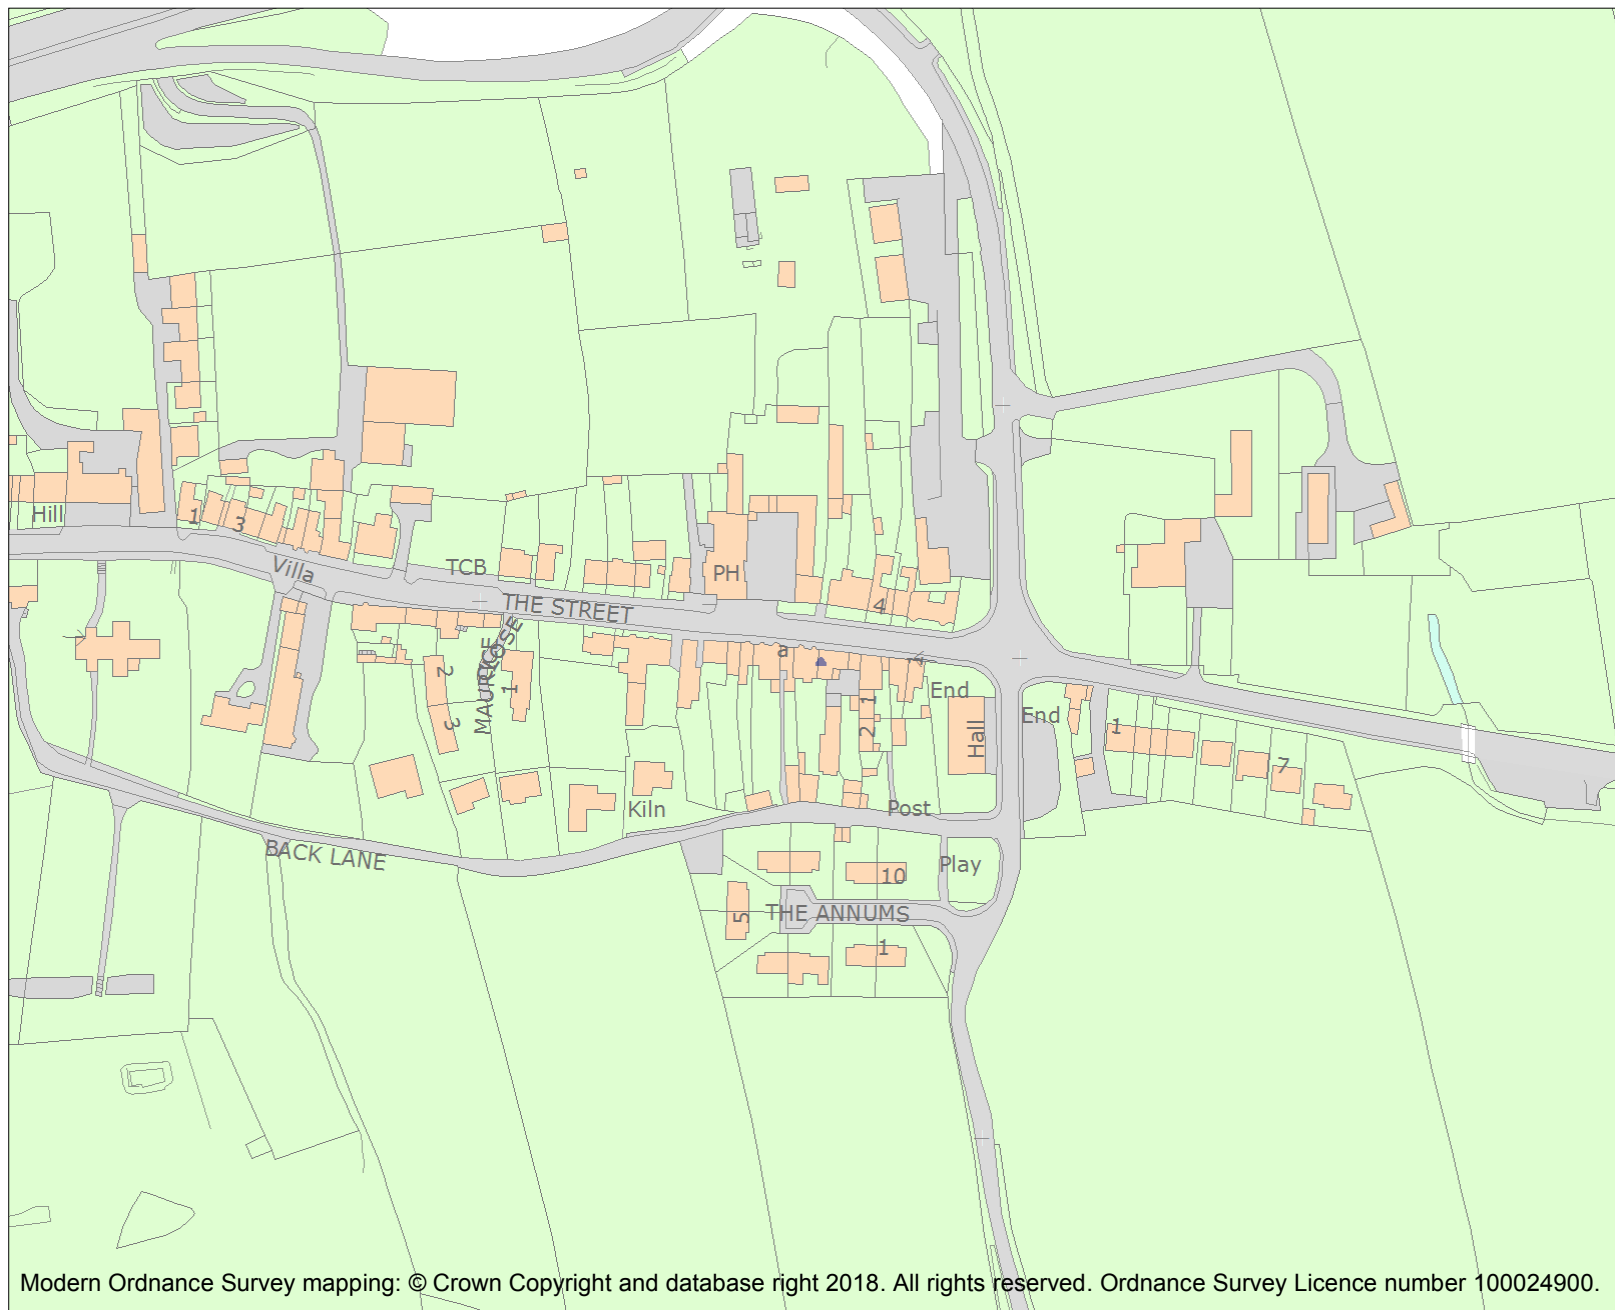 Hill
1
3
Villa
TCB
PH
THE STREET
4
MAURICE CLOSE
2
1
3
a
1
2
End
End
Hall
1
7
Kiln
Post
BACK LANE
Play
10
5
THE ANNUMS
1
Modern Ordnance Survey mapping: © Crown Copyright and database right 2018. All rights reserved. Ordnance Survey Licence number 100024900.